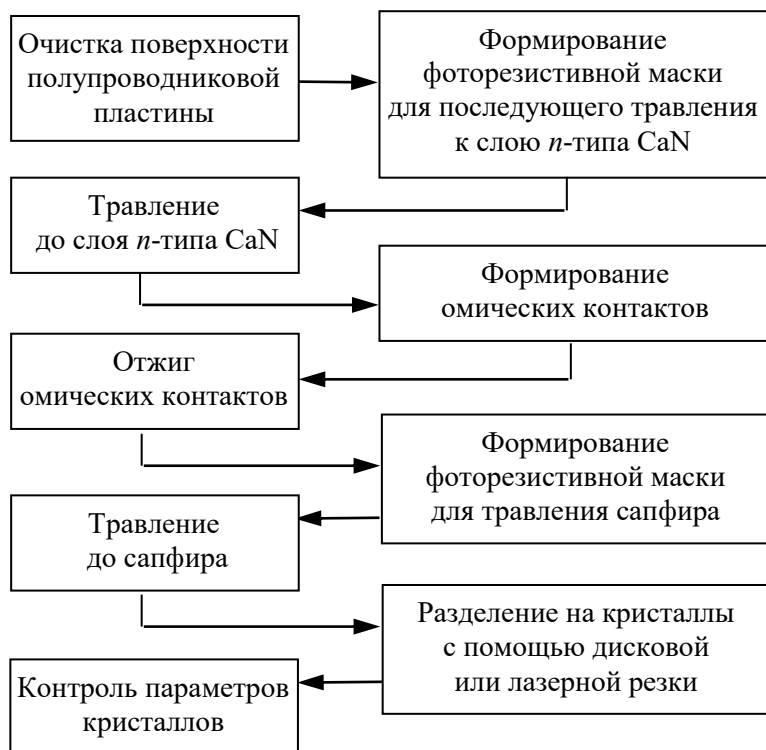 Очистка поверхности
полупроводниковой
пластины
Формирование
фоторезистивной маски
для последующего травления
к слою n-типа CaN
Травление
до слоя n-типа CaN
Формирование
омических контактов
Отжиг
омических контактов
Формирование
фоторезистивной маски
для травления сапфира
Травление
до сапфира
Разделение на кристаллы
с помощью дисковой
или лазерной резки
Контроль параметров
кристаллов